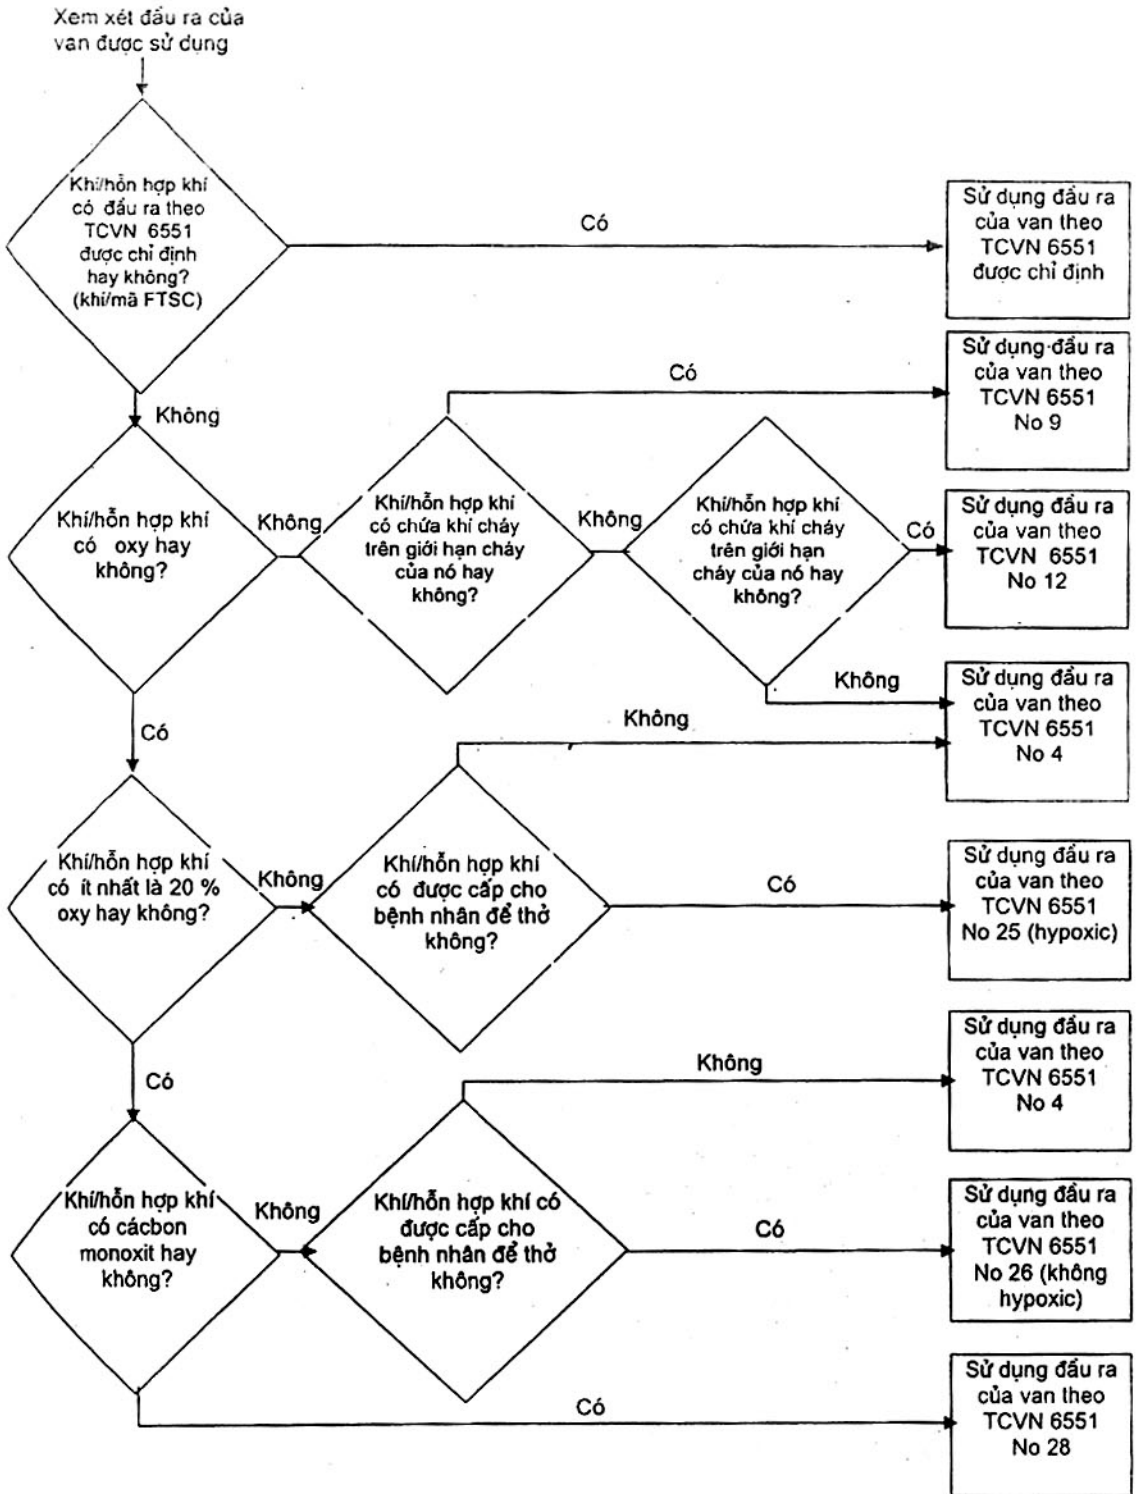 Xem xét đầu ra của
van được sử dụng
Khí/hỗn hợp khí
có đầu ra theo
TCVN 6551
được chỉ định
hay không?
(khí/mã FTSC)
Có
Sử dụng đầu ra
của van theo
TCVN 6551
được chỉ định
Không
Có
Sử dụng đầu ra
của van theo
TCVN 6551
No 9
Khí/hỗn hợp khí
có oxy hay
không?
Không
Khí/hỗn hợp khí
có chứa khí cháy
trên giới hạn cháy
của nó hay
không?
Không
Khí/hỗn hợp khí
có chứa khí cháy
trên giới hạn
cháy của nó hay
không?
Có
Sử dụng đầu ra
của van theo
TCVN 6551
No 12
Không
Sử dụng đầu ra
của van theo
TCVN 6551
No 4
Có
Không
Khí/hỗn hợp khí
có ít nhất là 20 %
oxy hay không?
Không
Khí/hỗn hợp khí
có được cấp cho
bệnh nhân để thở
không?
Có
Sử dụng đầu ra
của van theo
TCVN 6551
No 25 (hypoxic)
Có
Không
Sử dụng đầu ra
của van theo
TCVN 6551
No 4
Khí/hỗn hợp khí
có cácbon
monoxit hay
không?
Không
Khí/hỗn hợp khí có
được cấp cho
bệnh nhân để thở
không?
Có
Sử dụng đầu ra
của van theo
TCVN 6551
No 26 (không
hypoxic)
Có
Sử dụng đầu ra
của van theo
TCVN 6551
No 28